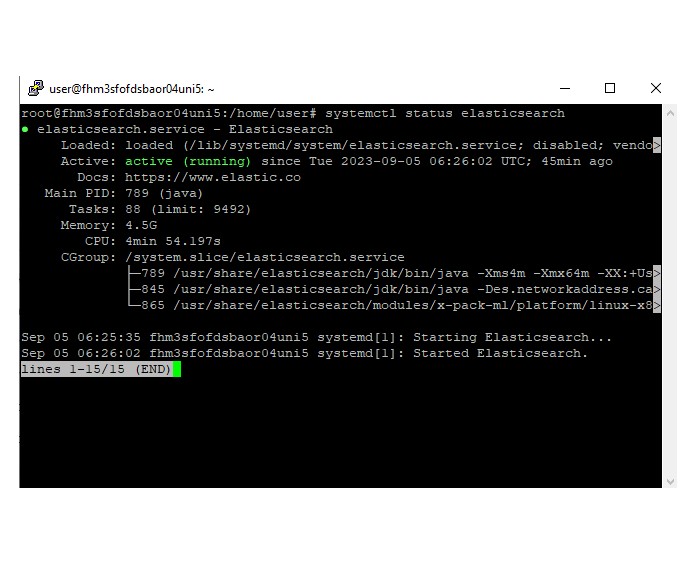 user@fhm3sfofdsbaor04uni5: ~
root@fhm3sfofdsbaor04uni5:/home/user# systemctl status elasticsearch
● elasticsearch.service - Elasticsearch
     Loaded: loaded (/lib/systemd/system/elasticsearch.service; disabled; vendo>
     Active: active (running) since Tue 2023-09-05 06:26:02 UTC; 45min ago
       Docs: https://www.elastic.co
   Main PID: 789 (java)
      Tasks: 88 (limit: 9492)
     Memory: 4.5G
        CPU: 4min 54.197s
     CGroup: /system.slice/elasticsearch.service
             ├─789 /usr/share/elasticsearch/jdk/bin/java -Xms4m -Xmx64m -XX:+Us>
             ├─845 /usr/share/elasticsearch/jdk/bin/java -Des.networkaddress.ca>
             └─865 /usr/share/elasticsearch/modules/x-pack-ml/platform/linux-x8>
Sep 05 06:25:35 fhm3sfofdsbaor04uni5 systemd[1]: Starting Elasticsearch...
Sep 05 06:26:02 fhm3sfofdsbaor04uni5 systemd[1]: Started Elasticsearch.
lines 1-15/15 (END)